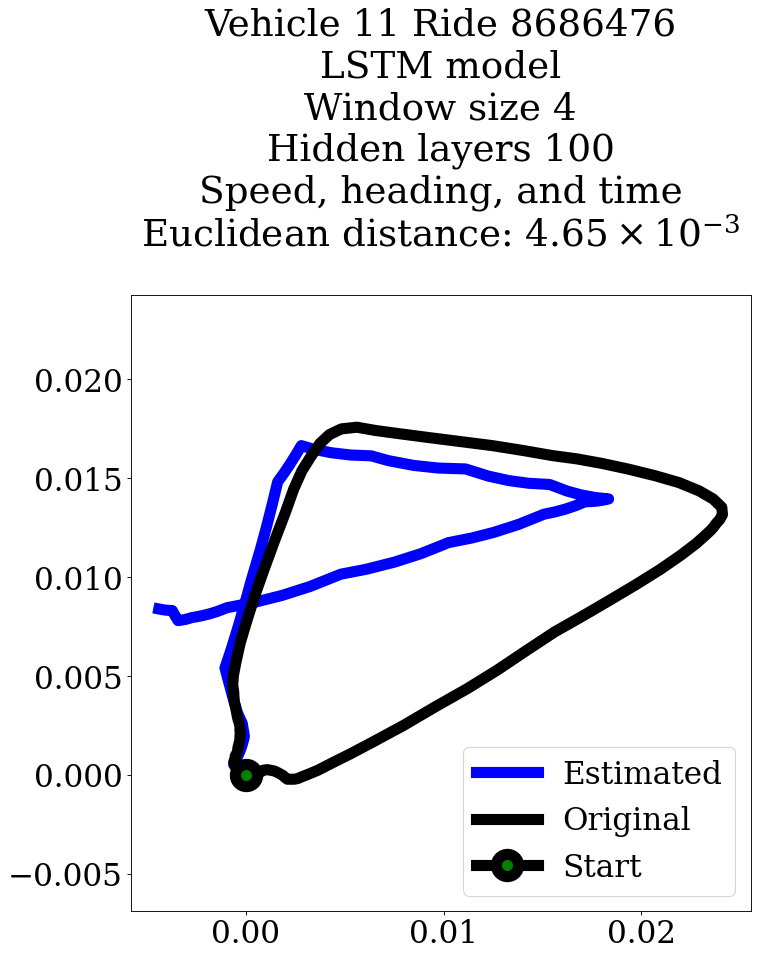 Vehicle 11 Ride 8686476
LSTM model
Window size 4
Hidden layers 100
Speed, heading, and time
Euclidean distance: 4.65 × 10⁻³
0.020
0.015
0.010
0.005
0.000
−0.005
0.00 0.01 0.02
Estimated
Original
Start